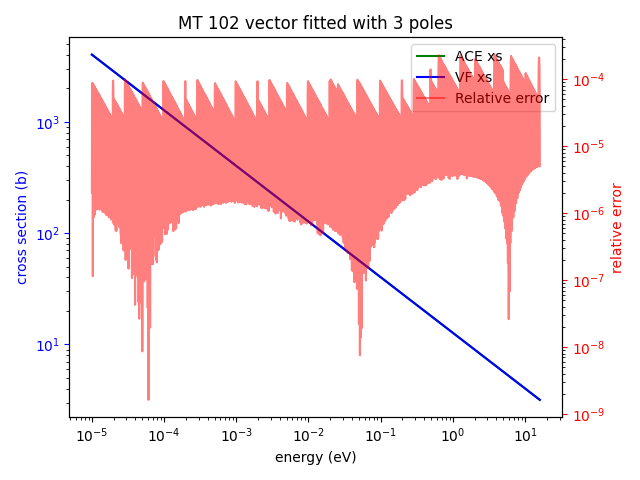 MT 102 vector fitted with 3 poles
ACE xs
VF xs
Relative error
cross section (b)
10³
10²
10¹
relative error
10⁻⁴
10⁻⁵
10⁻⁶
10⁻⁷
10⁻⁸
10⁻⁹
10⁻⁵ 10⁻⁴ 10⁻³ 10⁻² 10⁻¹ 10⁰ 10¹
energy (eV)